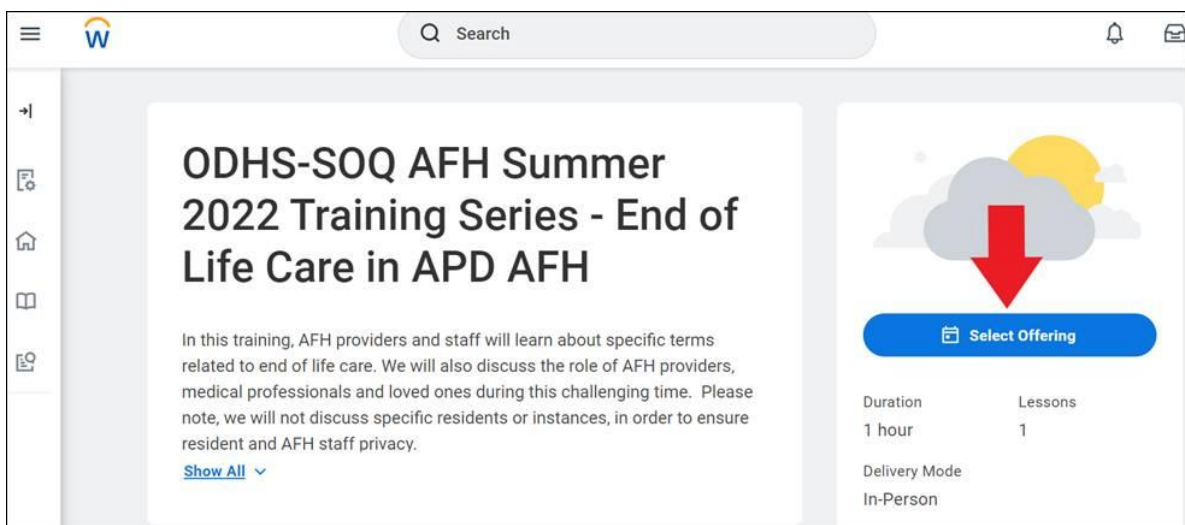 W
Search
ODHS-SOQ AFH Summer
2022 Training Series - End of
Life Care in APD AFH
In this training, AFH providers and staff will learn about specific terms
related to end of life care. We will also discuss the role of AFH providers,
medical professionals and loved ones during this challenging time.  Please
note, we will not discuss specific residents or instances, in order to ensure
resident and AFH staff privacy.
Show All
Select Offering
Duration Lessons
1 hour 1
Delivery Mode
In-Person